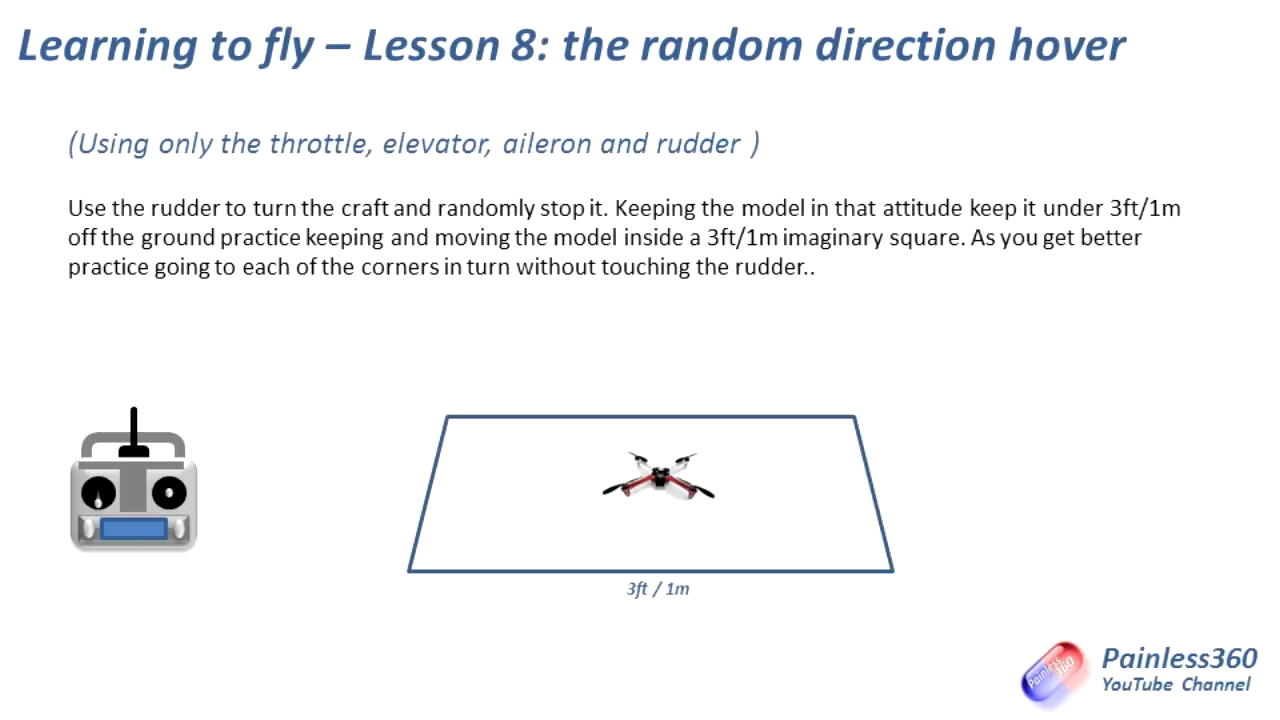 Learning to fly – Lesson 8: the random direction hover
(Using only the throttle, elevator, aileron and rudder )
Use the rudder to turn the craft and randomly stop it. Keeping the model in that attitude keep it under 3ft/1m
off the ground practice keeping and moving the model inside a 3ft/1m imaginary square. As you get better
practice going to each of the corners in turn without touching the rudder..
3ft / 1m
Painless
360
Painless360
YouTube Channel